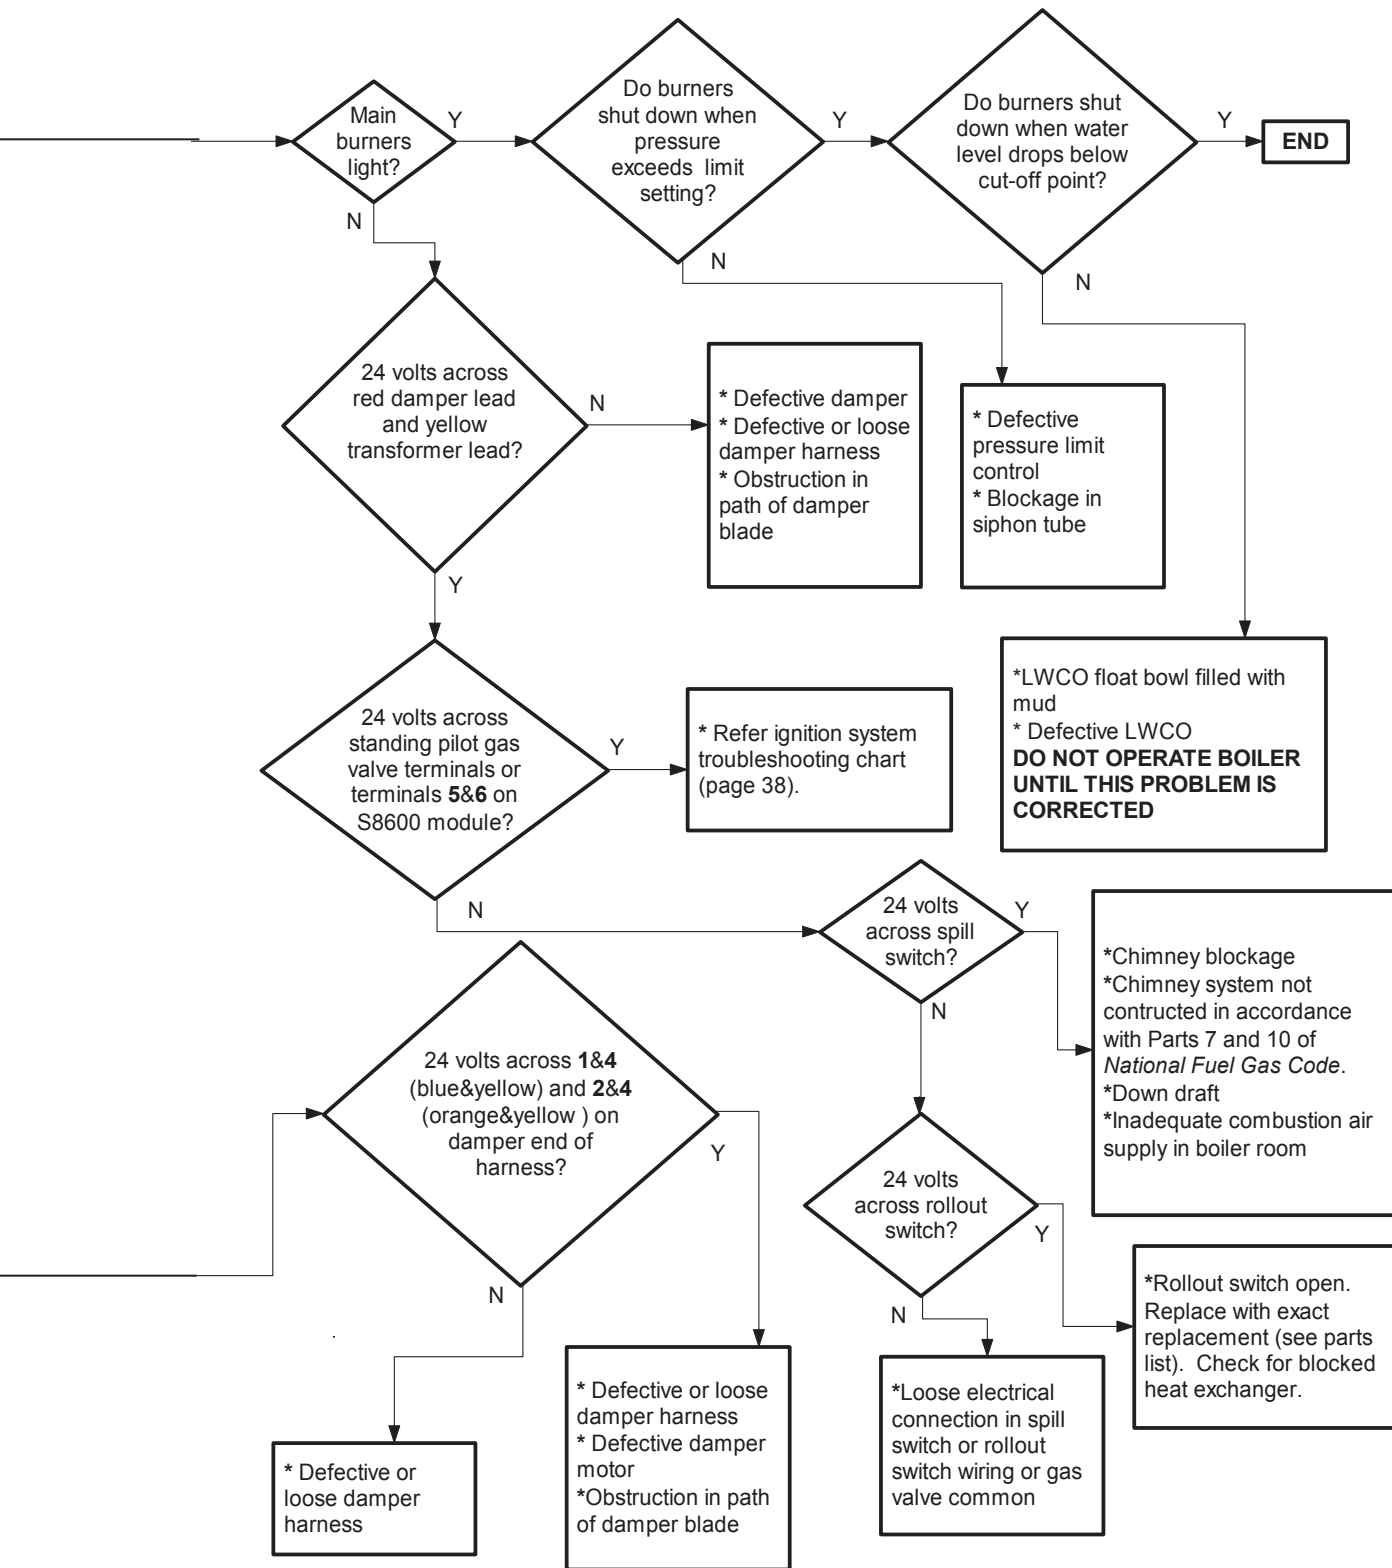 Main
burners
light?
Y
N
Do burners
shut down when
pressure
exceeds limit
setting?
Y
N
Do burners shut
down when water
level drops below
cut-off point?
Y
N
END
24 volts across
red damper lead
and yellow
transformer lead?
N
Y
* Defective damper
* Defective or loose
damper harness
* Obstruction in
path of damper
blade
* Defective
pressure limit
control
* Blockage in
siphon tube
*LWCO float bowl filled with
mud
* Defective LWCO
DO NOT OPERATE BOILER
UNTIL THIS PROBLEM IS
CORRECTED
24 volts across
standing pilot gas
valve terminals or
terminals 5&6 on
S8600 module?
Y
N
* Refer ignition system
troubleshooting chart
(page 38).
24 volts
across spill
switch?
Y
N
*Chimney blockage
*Chimney system not
contructed in accordance
with Parts 7 and 10 of
National Fuel Gas Code.
*Down draft
*Inadequate combustion air
supply in boiler room
24 volts across 1&4
(blue&yellow) and 2&4
(orange&yellow ) on
damper end of
harness?
Y
N
24 volts
across rollout
switch?
Y
N
*Rollout switch open.
Replace with exact
replacement (see parts
list). Check for blocked
heat exchanger.
* Defective or
loose damper
harness
* Defective or loose
damper harness
* Defective damper
motor
*Obstruction in path
of damper blade
*Loose electrical
connection in spill
switch or rollout
switch wiring or gas
valve common